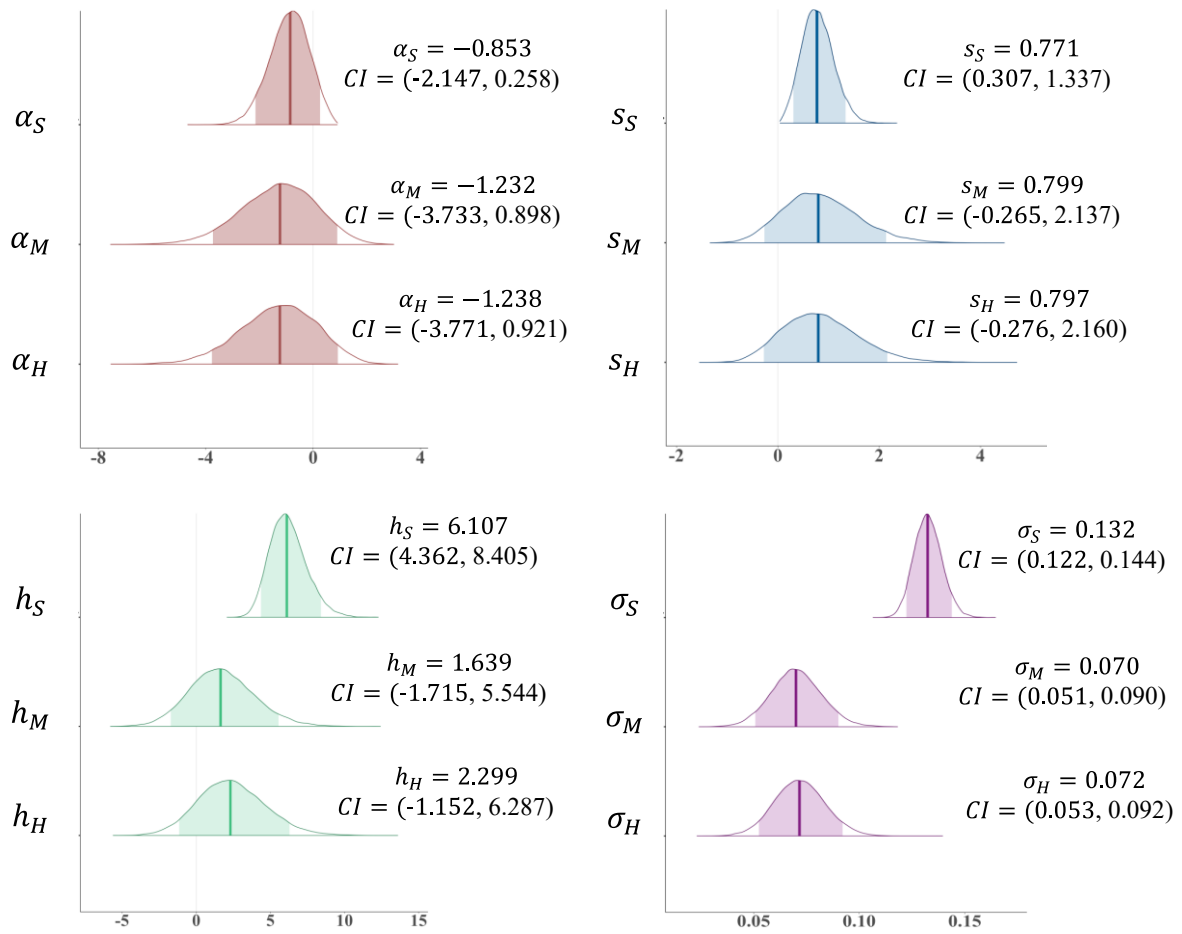 α_S = −0.853
CI = (-2.147, 0.258)
α_S
α_M = −1.232
CI = (-3.733, 0.898)
α_M
α_H = −1.238
CI = (-3.771, 0.921)
α_H
-8 -4 0 4
s_S = 0.771
CI = (0.307, 1.337)
s_S
s_M = 0.799
CI = (-0.265, 2.137)
s_M
s_H = 0.797
CI = (-0.276, 2.160)
s_H
-2 0 2 4
h_S = 6.107
CI = (4.362, 8.405)
h_S
h_M = 1.639
CI = (-1.715, 5.544)
h_M
h_H = 2.299
CI = (-1.152, 6.287)
h_H
-5 0 5 10 15
σ_S = 0.132
CI = (0.122, 0.144)
σ_S
σ_M = 0.070
CI = (0.051, 0.090)
σ_M
σ_H = 0.072
CI = (0.053, 0.092)
σ_H
0.05 0.10 0.15